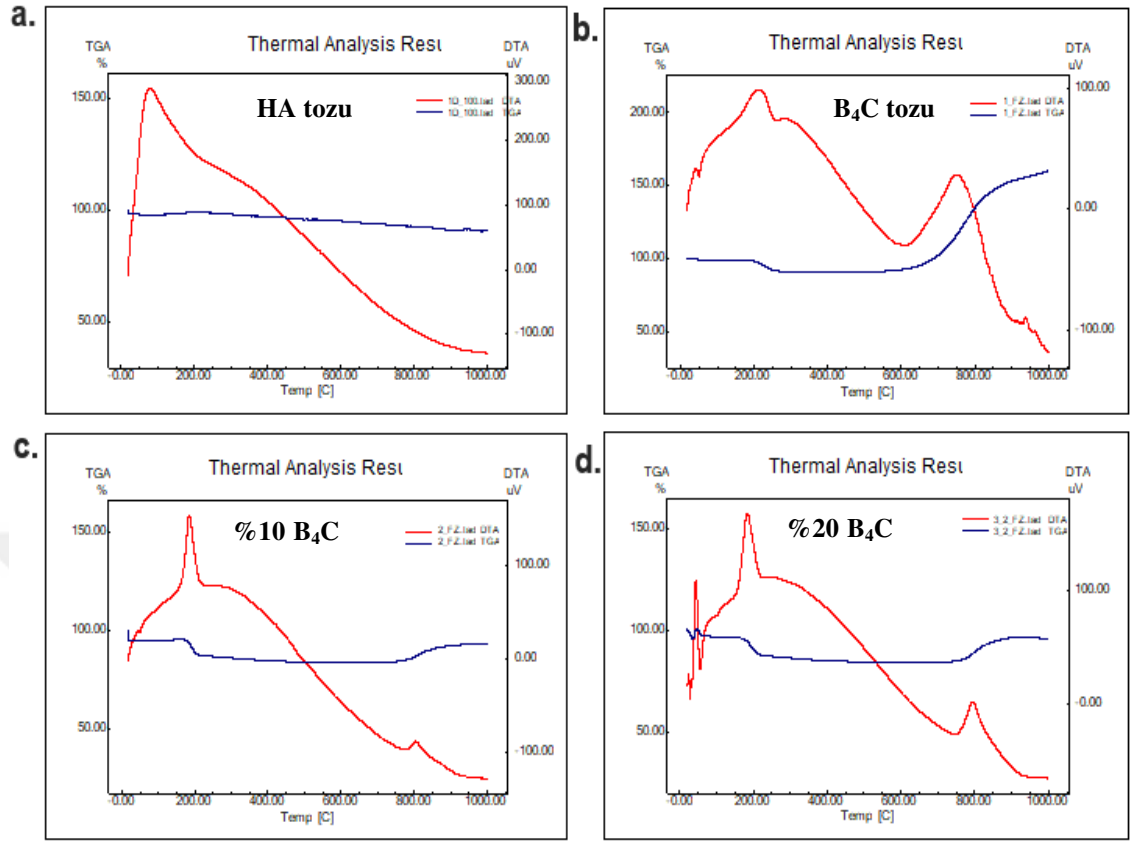 a.
Thermal Analysis Resu
TGA
%
DTA
uV
HA tozu
DTA
TGA
150.00
100.00
50.00
300.00
200.00
100.00
0.00
-100.00
-0.00 200.00 400.00 600.00 800.00 1000.00
Temp [C]
b.
Thermal Analysis Resu
TGA
%
DTA
uV
B₄C tozu
1_FZ.tad DTA
1_FZ.tad TGA
200.00
150.00
100.00
50.00
100.00
0.00
-100.00
-0.00 200.00 400.00 600.00 800.00 1000.00
Temp [C]
c.
Thermal Analysis Resu
TGA
%
DTA
uV
%10 B₄C
2_FZ.tad DTA
2_FZ.tad TGA
150.00
100.00
50.00
100.00
0.00
-100.00
-0.00 200.00 400.00 600.00 800.00 1000.00
Temp [C]
d.
Thermal Analysis Resu
TGA
%
DTA
uV
%20 B₄C
3_2_FZ.tad DTA
3_2_FZ.tad TGA
150.00
100.00
50.00
100.00
-0.00
-0.00 200.00 400.00 600.00 800.00 1000.00
Temp [C]